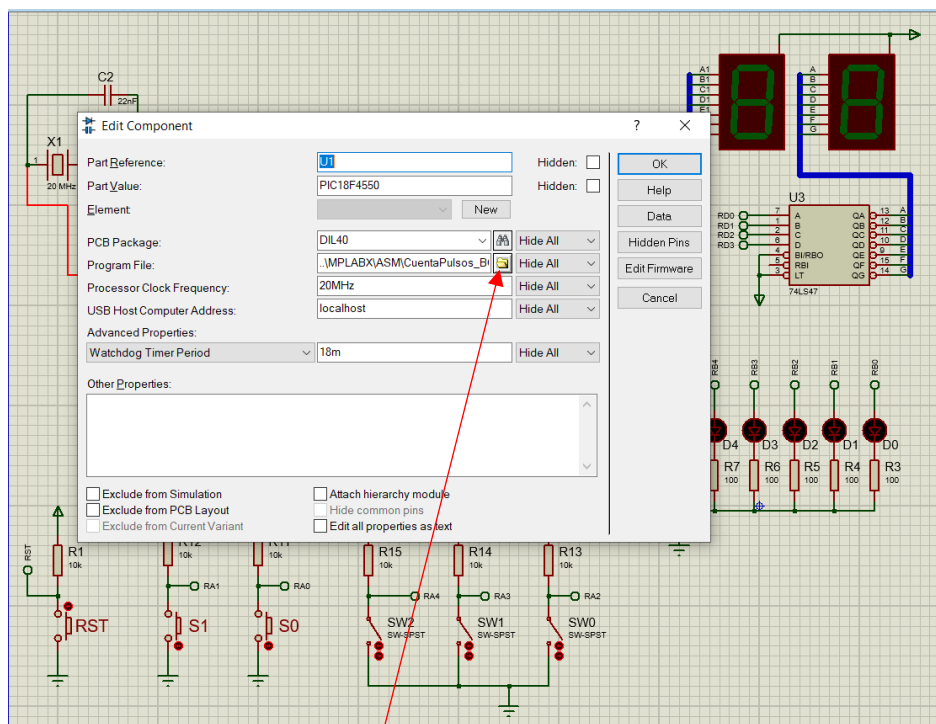 C2
22nF
X1
1
20 MHz
Edit Component
?
Part Reference:
U1
Hidden:
OK
Part Value:
PIC18F4550
Hidden:
Help
Element:
New
Data
PCB Package:
DIL40
Hide All
Hidden Pins
Program File:
..\MPLABX\ASM\CuentaPulsos_B
Hide All
Edit Firmware
Processor Clock Frequency:
20MHz
Hide All
Cancel
USB Host Computer Address:
localhost
Hide All
Advanced Properties:
Watchdog Timer Period
18m
Hide All
Other Properties:
Exclude from Simulation
Attach hierarchy module
Exclude from PCB Layout
Hide common pins
Exclude from Current Variant
Edit all properties as text
A1
B1
C1
D1
E1
A
B
C
D
E
F
G
U3
RD0
7
A
QA
13
A
RD1
1
B
QB
12
B
RD2
2
C
QC
11
C
RD3
6
D
QD
10
D
4
BI/RBO
QE
9
E
5
RBI
QF
15
F
3
LT
QG
14
G
74LS47
RB4
RB3
RB2
RB1
RB0
D4
D3
D2
D1
D0
R7
R6
R5
R4
R3
100
100
100
100
100
RST
R1
10k
R12
10k
R11
10k
R15
10k
R14
10k
R13
10k
RA1
RA0
RA4
RA3
RA2
RST
S1
S0
SW2
SW-SPST
SW1
SW-SPST
SW0
SW-SPST